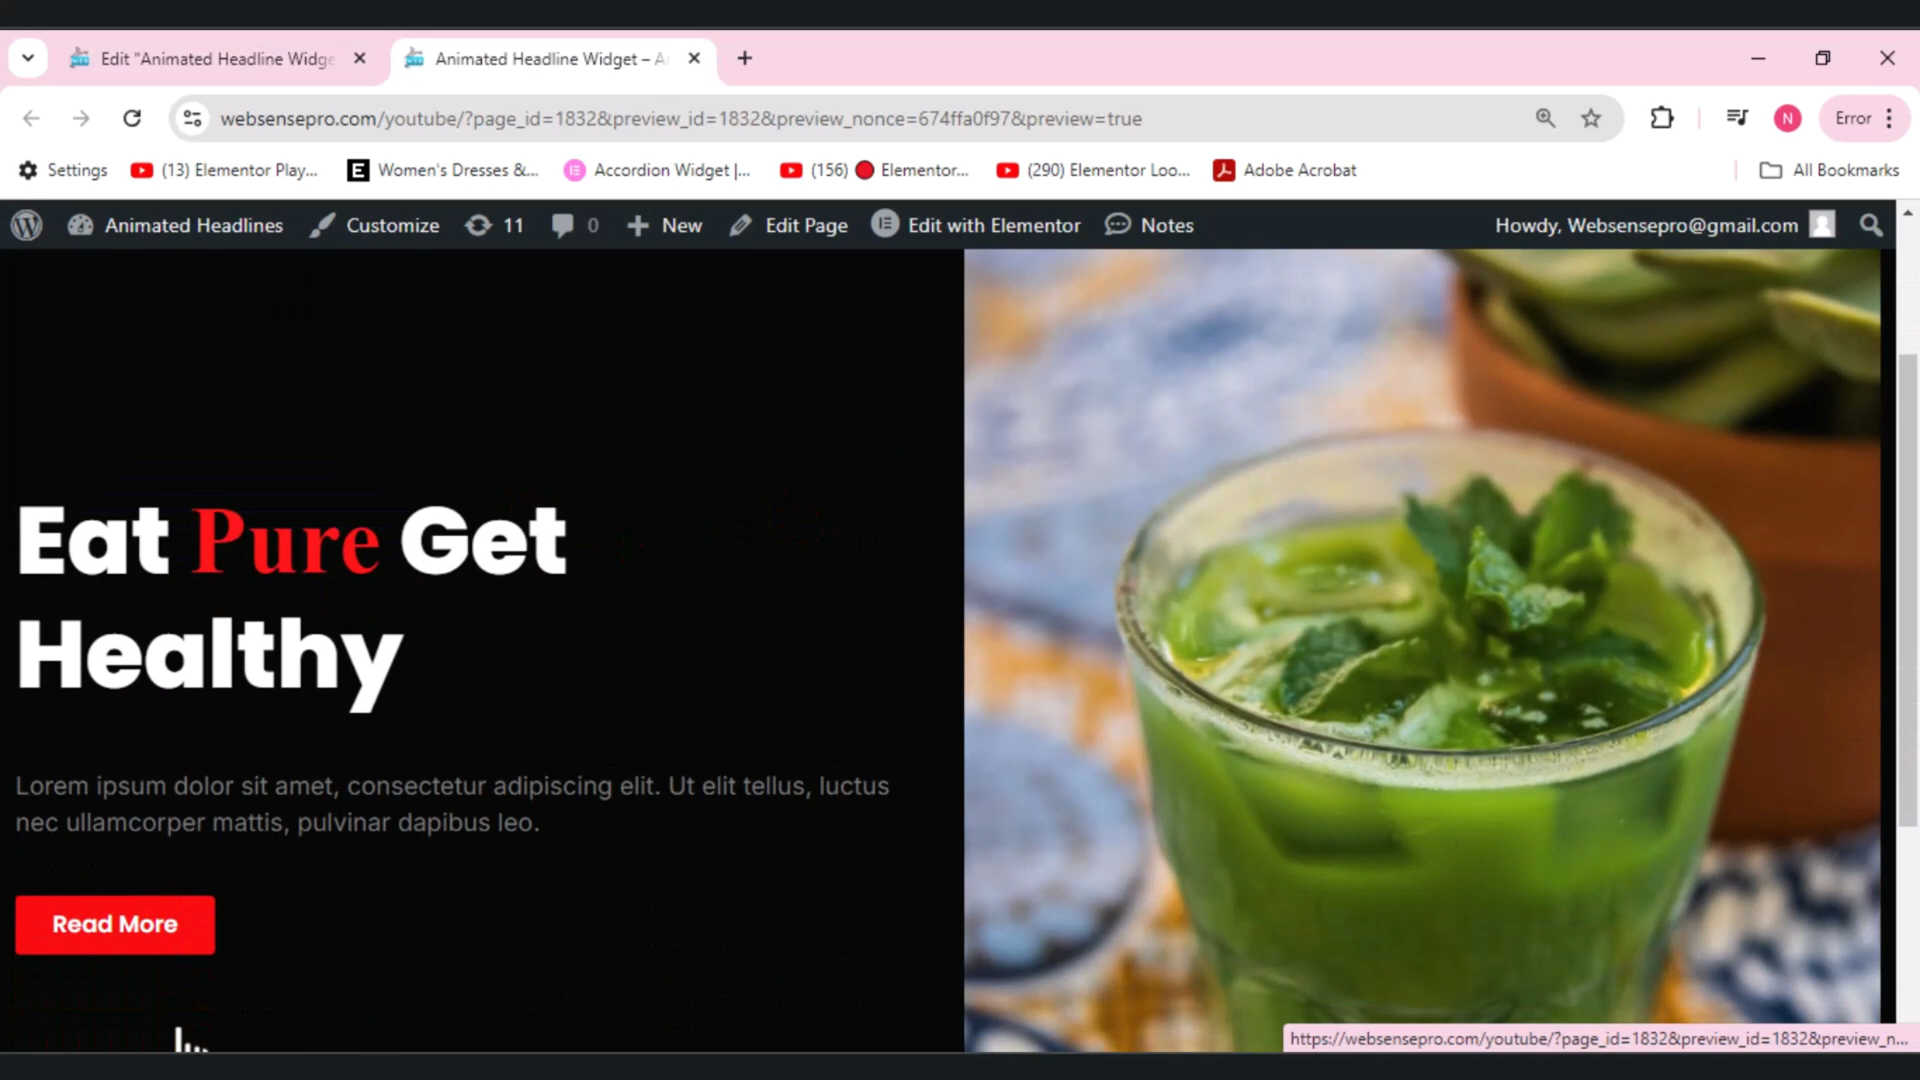 Edit "Animated Headline Widge
Animated Headline Widget – A
websensepro.com/youtube/?page_id=1832&preview_id=1832&preview_nonce=674ffa0f97&preview=true
N
Error
Settings
(13) Elementor Play...
E
Women's Dresses &...
Accordion Widget |...
(156)
Elementor...
(290) Elementor Loo...
Adobe Acrobat
All Bookmarks
Animated Headlines
Customize
11
0
New
Edit Page
Edit with Elementor
Notes
Howdy, Websensepro@gmail.com
Eat Pure Get
Healthy
Lorem ipsum dolor sit amet, consectetur adipiscing elit. Ut elit tellus, luctus
nec ullamcorper mattis, pulvinar dapibus leo.
Read More
https://websensepro.com/youtube/?page_id=1832&preview_id=1832&preview_n...